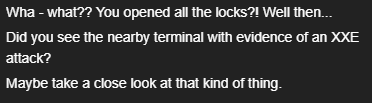 Wha - what?? You opened all the locks?! Well then...
Did you see the nearby terminal with evidence of an XXE
attack?
Maybe take a close look at that kind of thing.